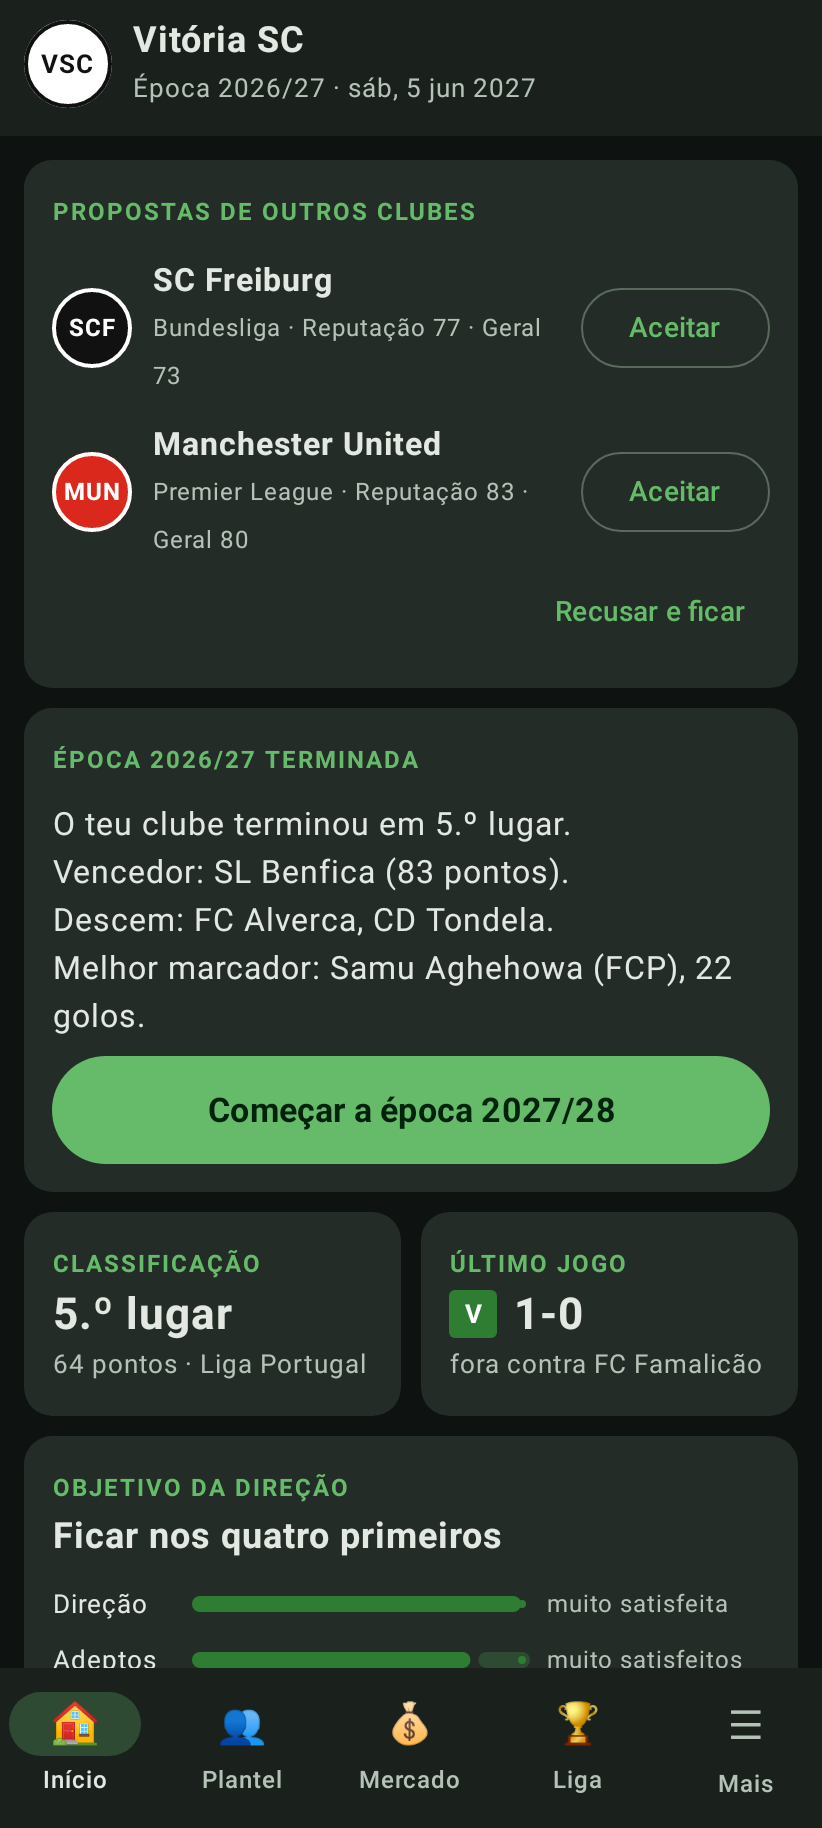 VSC
Vitória SC
Época 2026/27 · sáb, 5 jun 2027
PROPOSTAS DE OUTROS CLUBES
SCF
SC Freiburg
Bundesliga · Reputação 77 · Geral
73
Aceitar
MUN
Manchester United
Premier League · Reputação 83 ·
Geral 80
Aceitar
Recusar e ficar
ÉPOCA 2026/27 TERMINADA
O teu clube terminou em 5.º lugar.
Vencedor: SL Benfica (83 pontos).
Descem: FC Alverca, CD Tondela.
Melhor marcador: Samu Aghehowa (FCP), 22
golos.
Começar a época 2027/28
CLASSIFICAÇÃO
5.º lugar
64 pontos · Liga Portugal
ÚLTIMO JOGO
V 1-0
fora contra FC Famalicão
OBJETIVO DA DIREÇÃO
Ficar nos quatro primeiros
Direção muito satisfeita
Adeptos muito satisfeitos
Início
Plantel
Mercado
Liga
Mais